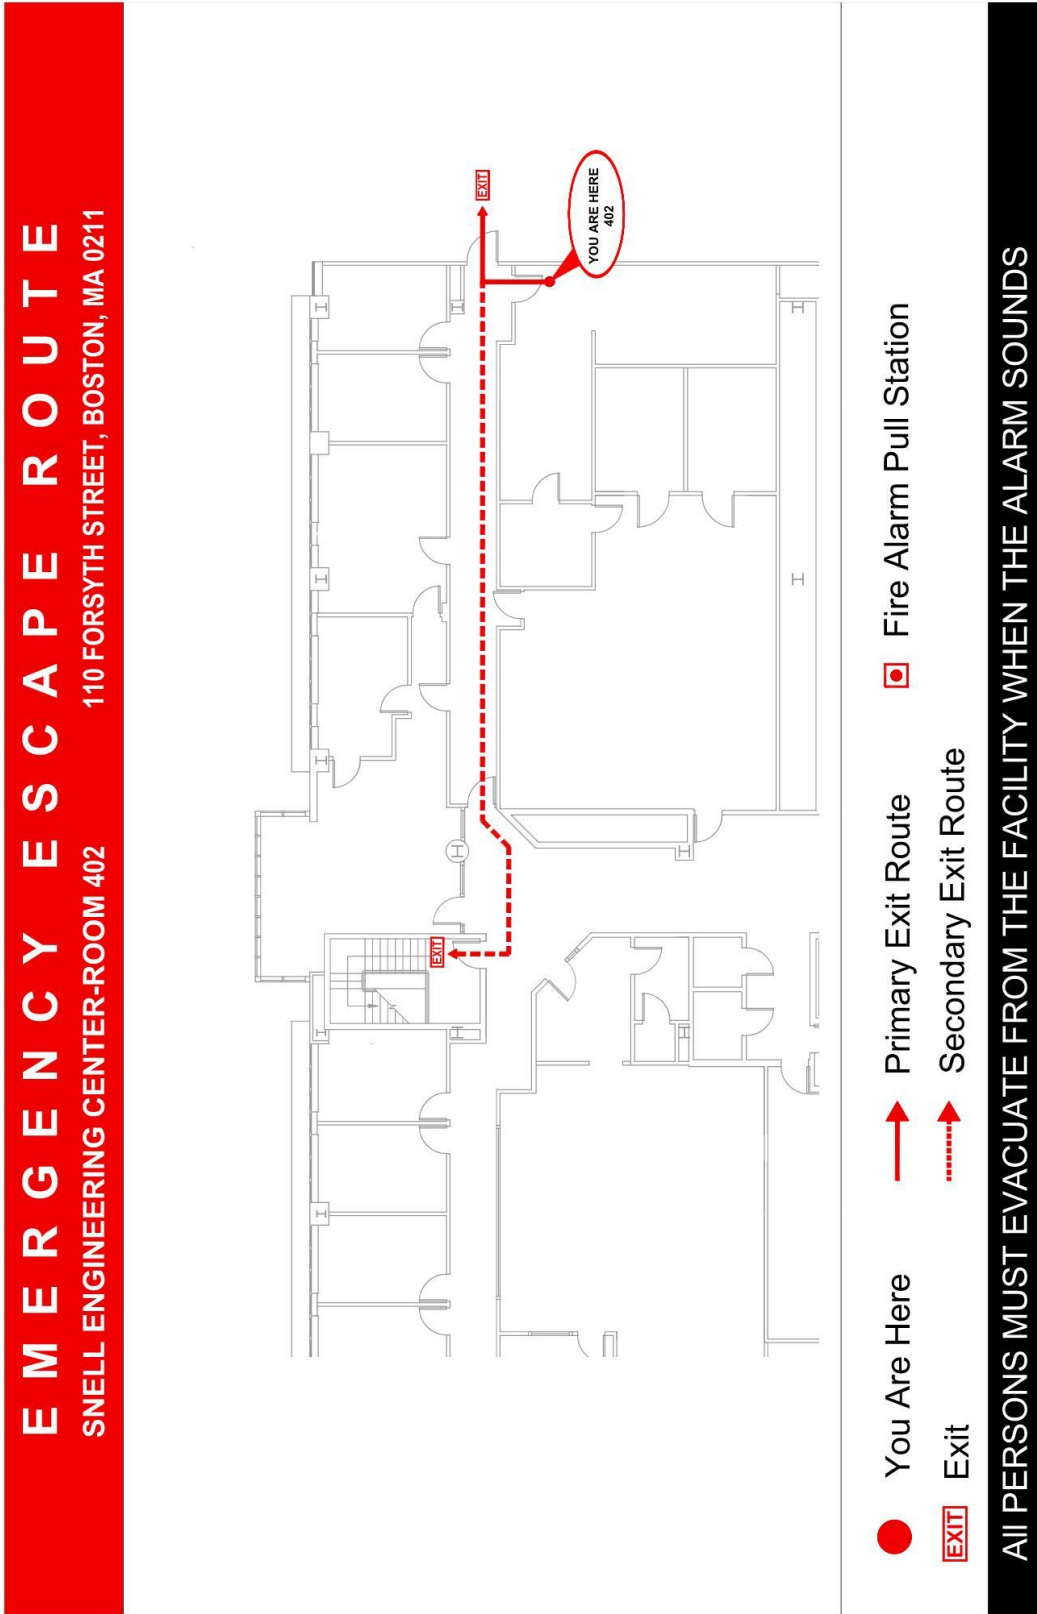 EMERGENCY ESCAPE ROUTE
SNELL ENGINEERING CENTER-ROOM 402 110 FORSYTH STREET, BOSTON, MA 0211
EXIT
EXIT
YOU ARE HERE
402
You Are Here Primary Exit Route Fire Alarm Pull Station
EXIT Exit Secondary Exit Route
All PERSONS MUST EVACUATE FROM THE FACILITY WHEN THE ALARM SOUNDS